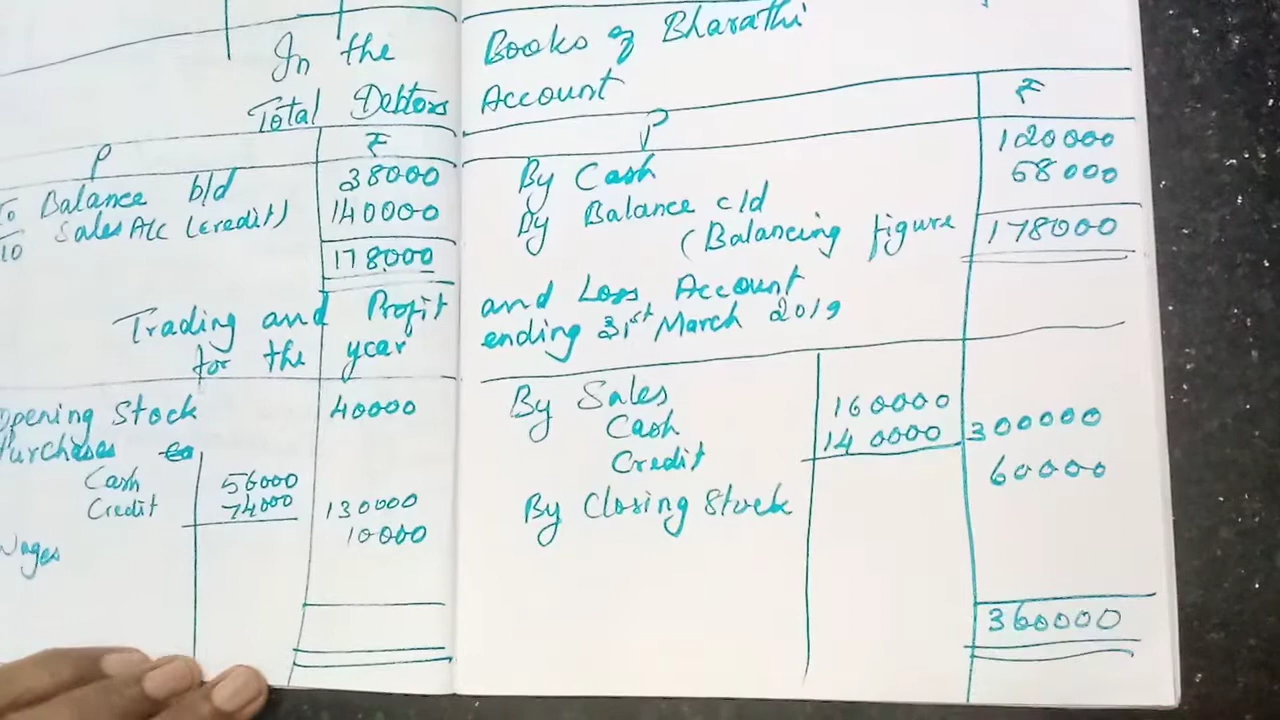 In the Books of Bharathi
Total Debtors Account
P ₹ P ₹
To Balance b/d 38000 By Cash 120000
To Sales A/c (credit) 140000 By Balance c/d 58000
(Balancing figure
178000 178000
Trading and Profit and Loss Account
for the year ending 31st March 2019
Opening Stock 40000 By Sales
Purchases Cash 160000
Cash 56000 Credit 140000 300000
Credit 74000 130000 By Closing Stock 60000
Wages 10000
360000